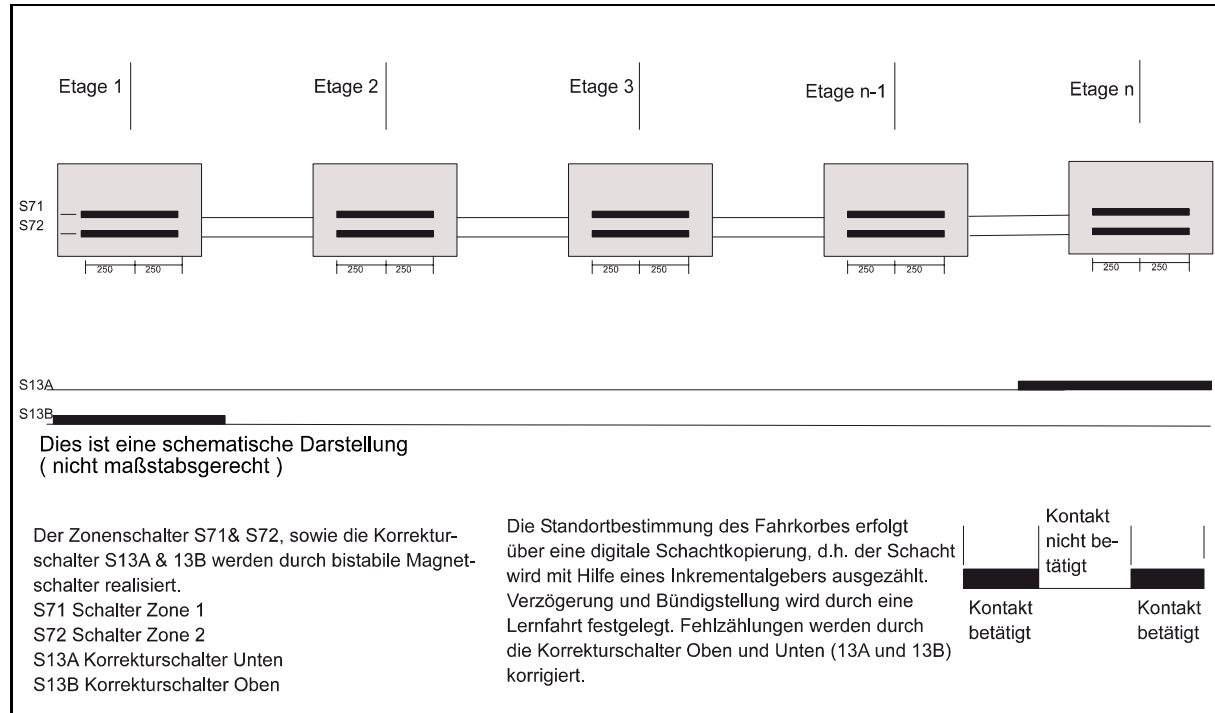 Etage 1
Etage 2
Etage 3
Etage n-1
Etage n
S71
S72
250 250
250 250
250 250
250 250
250 250
S13A
S13B
Dies ist eine schematische Darstellung
( nicht maßstabsgerecht )
Der Zonenschalter S71& S72, sowie die Korrektur-
schalter S13A & 13B werden durch bistabile Magnet-
schalter realisiert.
S71 Schalter Zone 1
S72 Schalter Zone 2
S13A Korrekturschalter Unten
S13B Korrekturschalter Oben
Die Standortbestimmung des Fahrkorbes erfolgt
über eine digitale Schachtkopierung, d.h. der Schacht
wird mit Hilfe eines Inkrementalgebers ausgezählt.
Verzögerung und Bündigstellung wird durch eine
Lernfahrt festgelegt. Fehlzählungen werden durch
die Korrekturschalter Oben und Unten (13A und 13B)
korrigiert.
Kontakt
nicht be-
tätigt
Kontakt
betätigt
Kontakt
betätigt